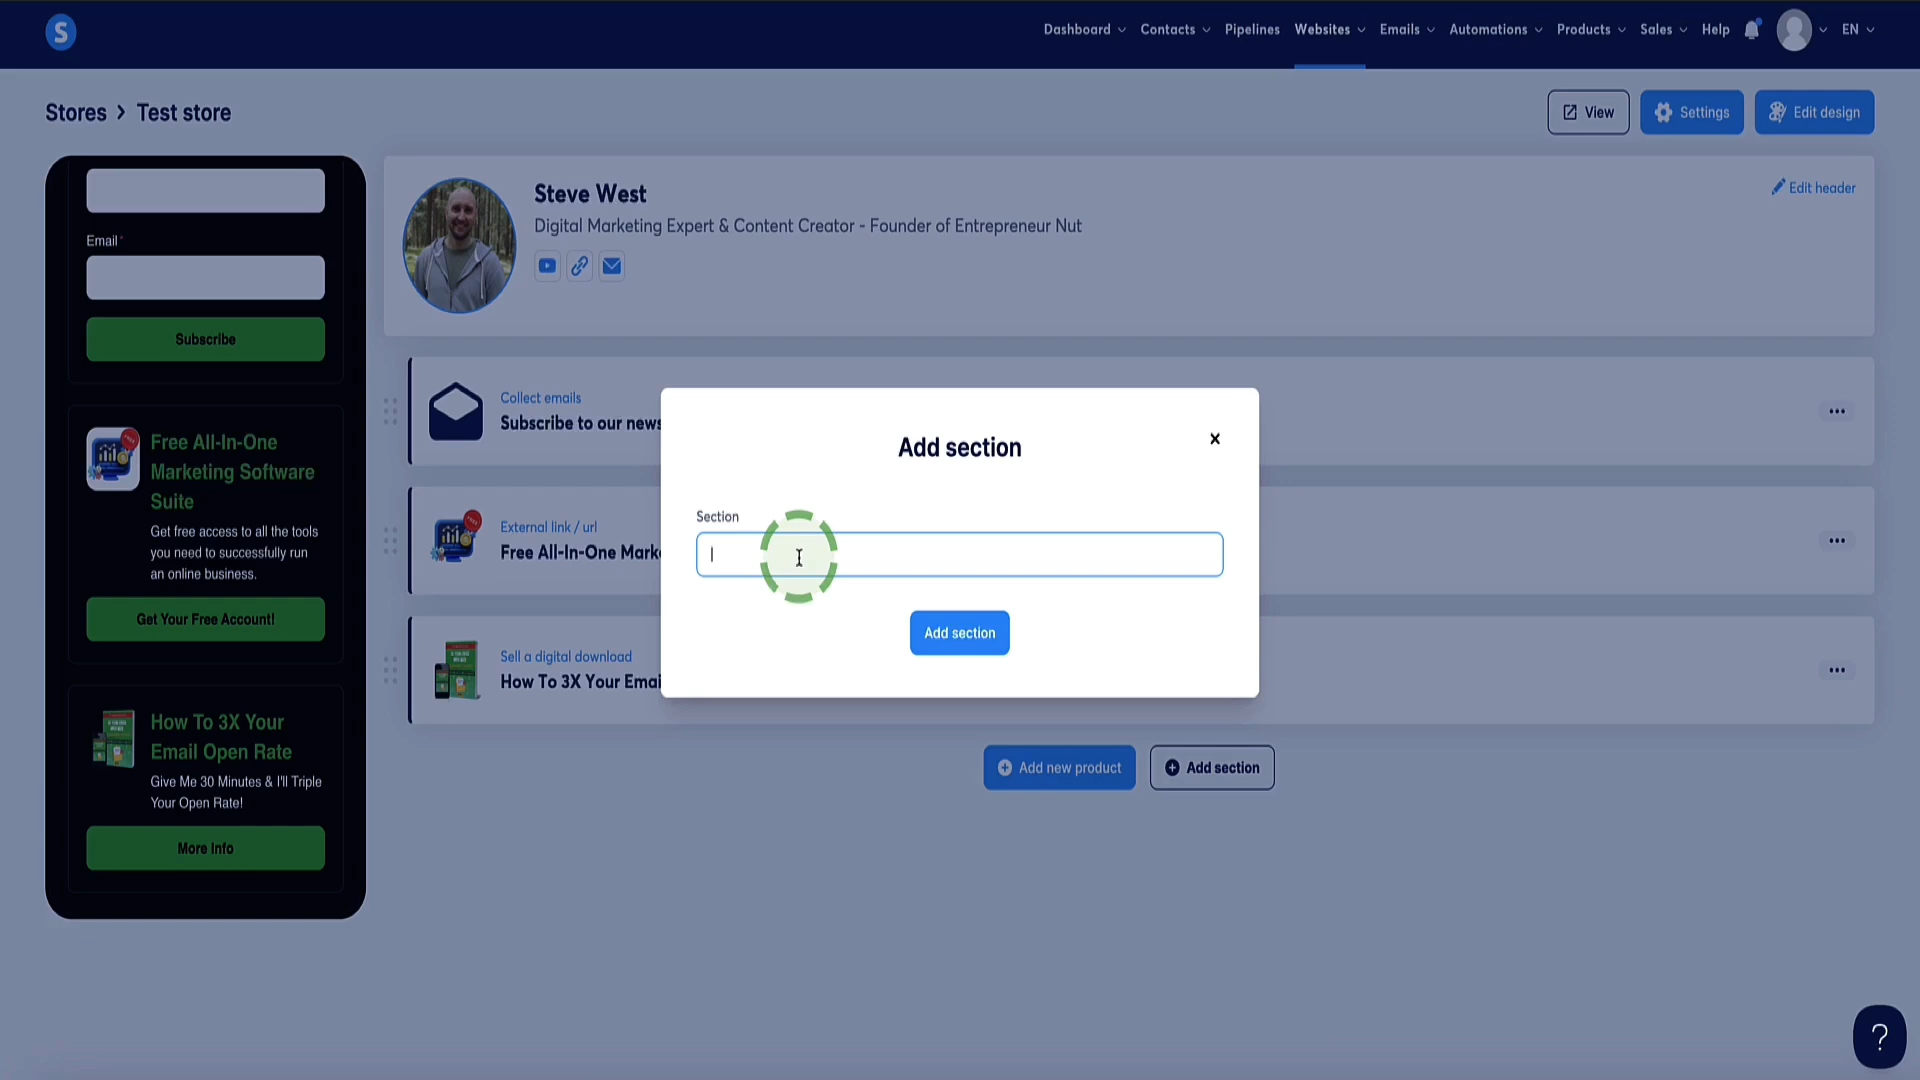 S
Dashboard
Contacts
Pipelines
Websites
Emails
Automations
Products
Sales
Help
EN
Stores > Test store
View
Settings
Edit design
Email *
Subscribe
Free All-In-One
Marketing Software
Suite
Get free access to all the tools
you need to successfully run
an online business.
Get Your Free Account!
How To 3X Your
Email Open Rate
Give Me 30 Minutes & I'll Triple
Your Open Rate!
More Info
Steve West
Digital Marketing Expert & Content Creator - Founder of Entrepreneur Nut
Edit header
Collect emails
Subscribe to our news
External link / url
Free All-In-One Mark
Sell a digital download
How To 3X Your Emai
Add section
×
Section
Add section
Add new product
Add section
?